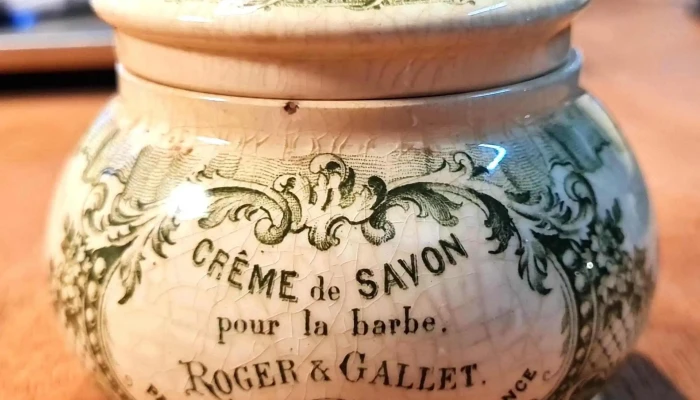 CRÊME de SAVON
pour la barbe.
ROGER & GALLET.